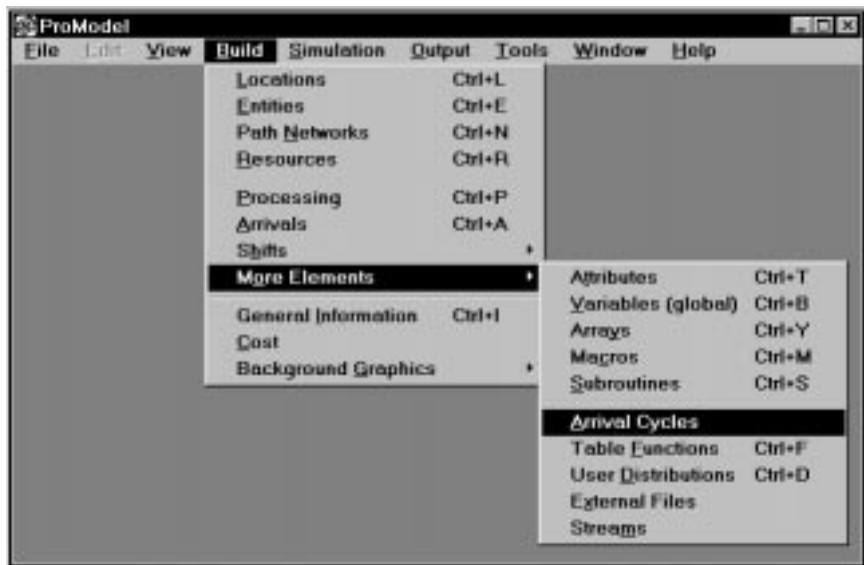 ProModel
File Edit View Build Simulation Output Tools Window Help
Locations Ctrl+L
Entities Ctrl+E
Path Networks Ctrl+N
Resources Ctrl+R
Processing Ctrl+P
Arrivals Ctrl+A
Shifts
More Elements
General Information Ctrl+I
Cost
Background Graphics
Attributes Ctrl+T
Variables (global) Ctrl+B
Arrays Ctrl+Y
Macros Ctrl+M
Subroutines Ctrl+S
Arrival Cycles
Table Functions Ctrl+F
User Distributions Ctrl+D
External Files
Streams